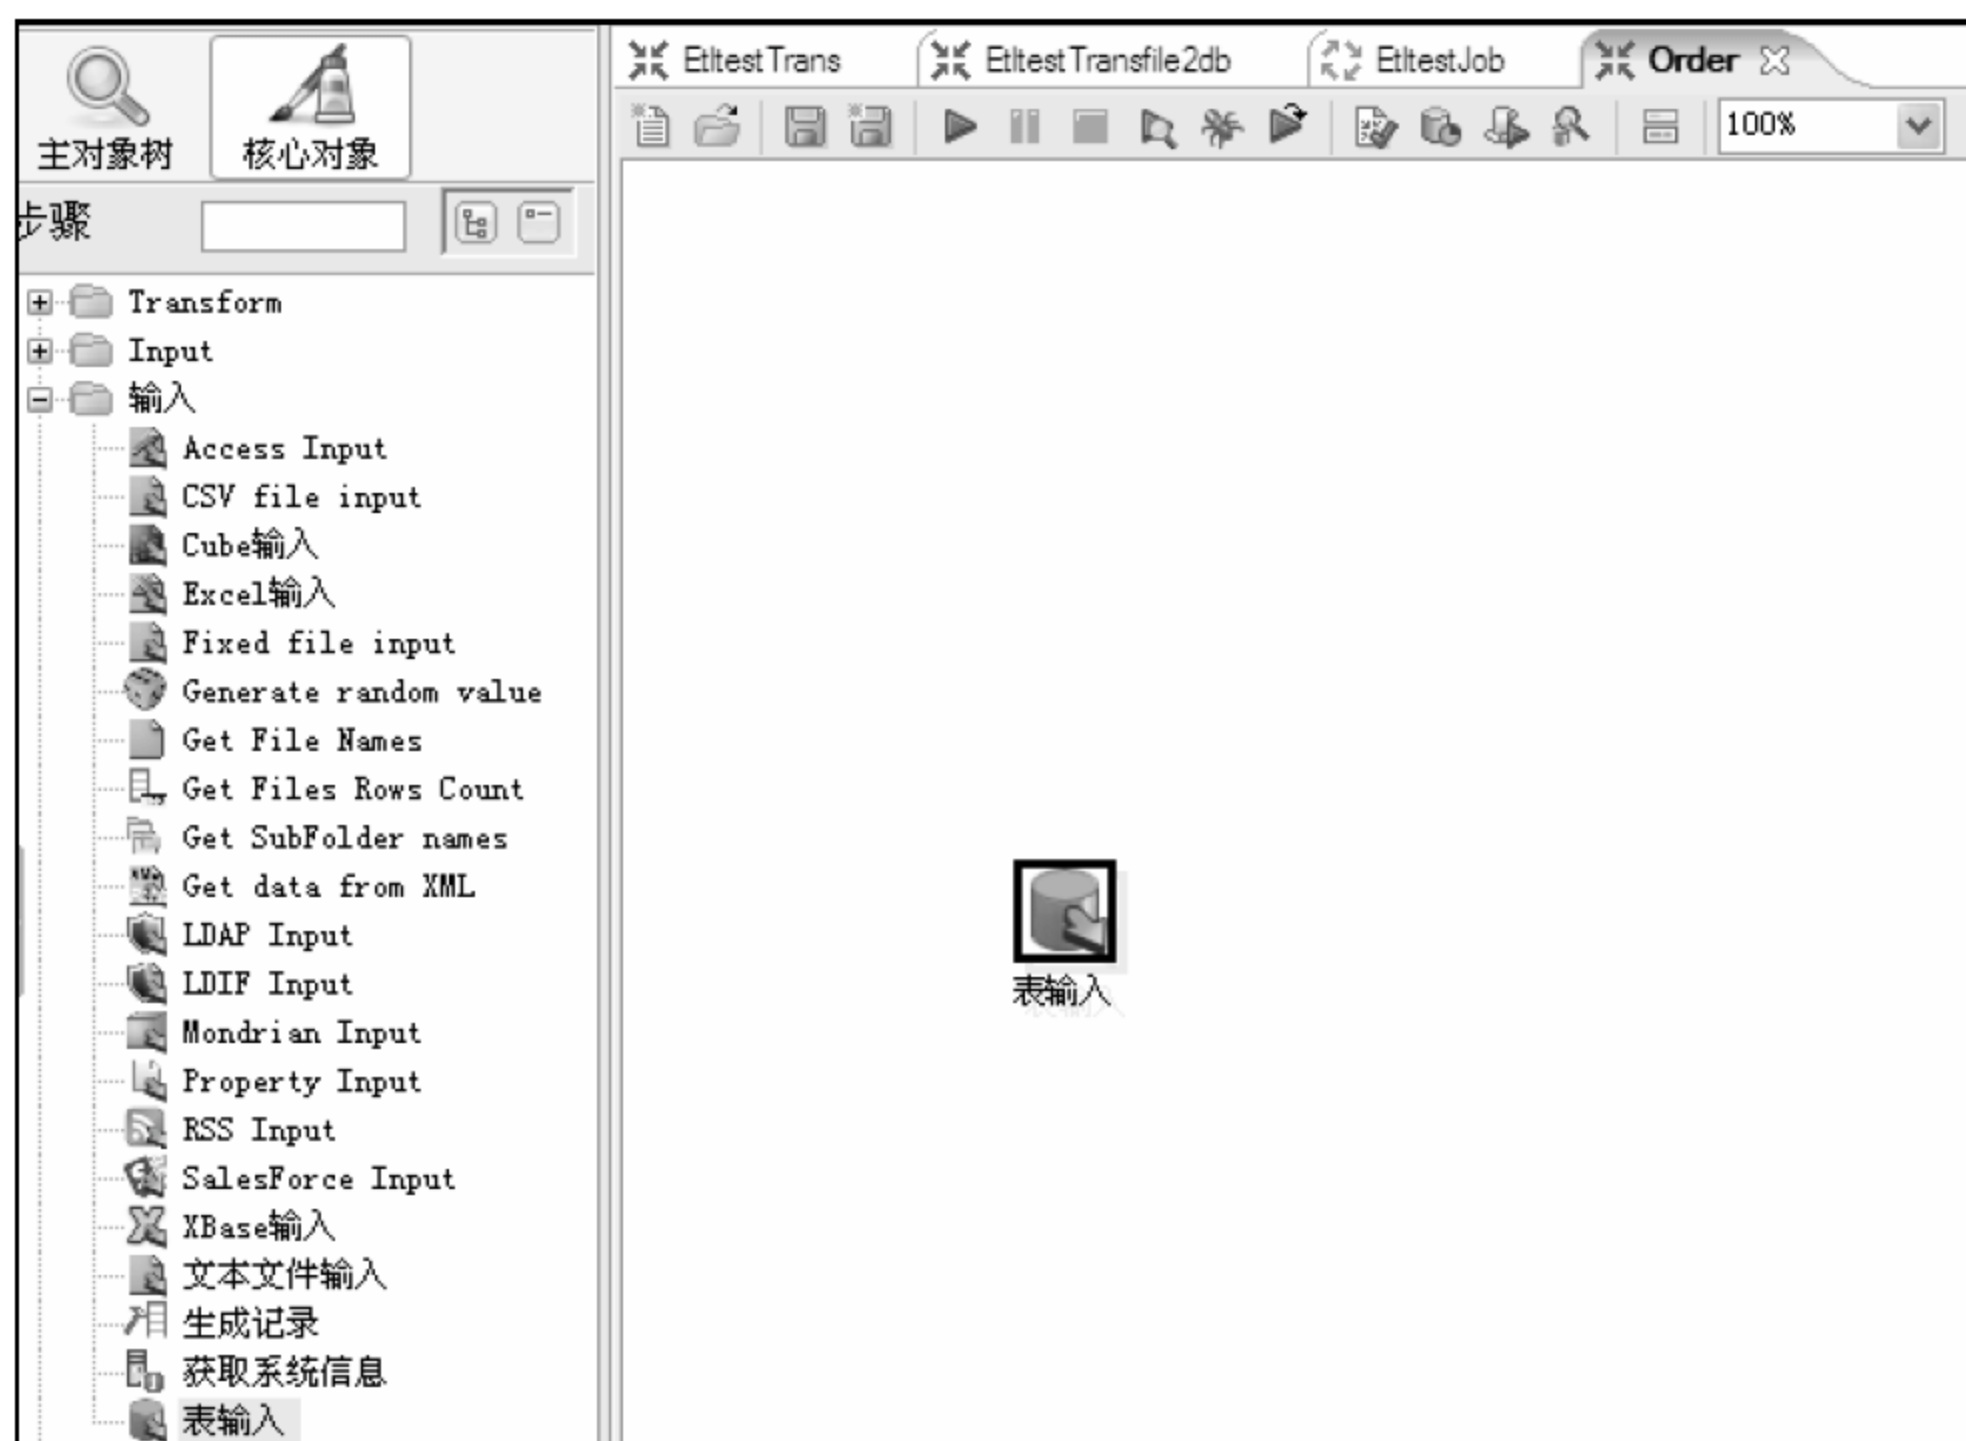 EtltestTrans
EtltestTransfile2db
EtltestJob
Order
主对象树
核心对象
100%
步骤
Transform
Input
输入
Access Input
CSV file input
Cube输入
Excel输入
Fixed file input
Generate random value
Get File Names
Get Files Rows Count
Get SubFolder names
Get data from XML
LDAP Input
LDIF Input
Mondrian Input
Property Input
RSS Input
SalesForce Input
XBase输入
文本文件输入
生成记录
获取系统信息
表输入
表输入